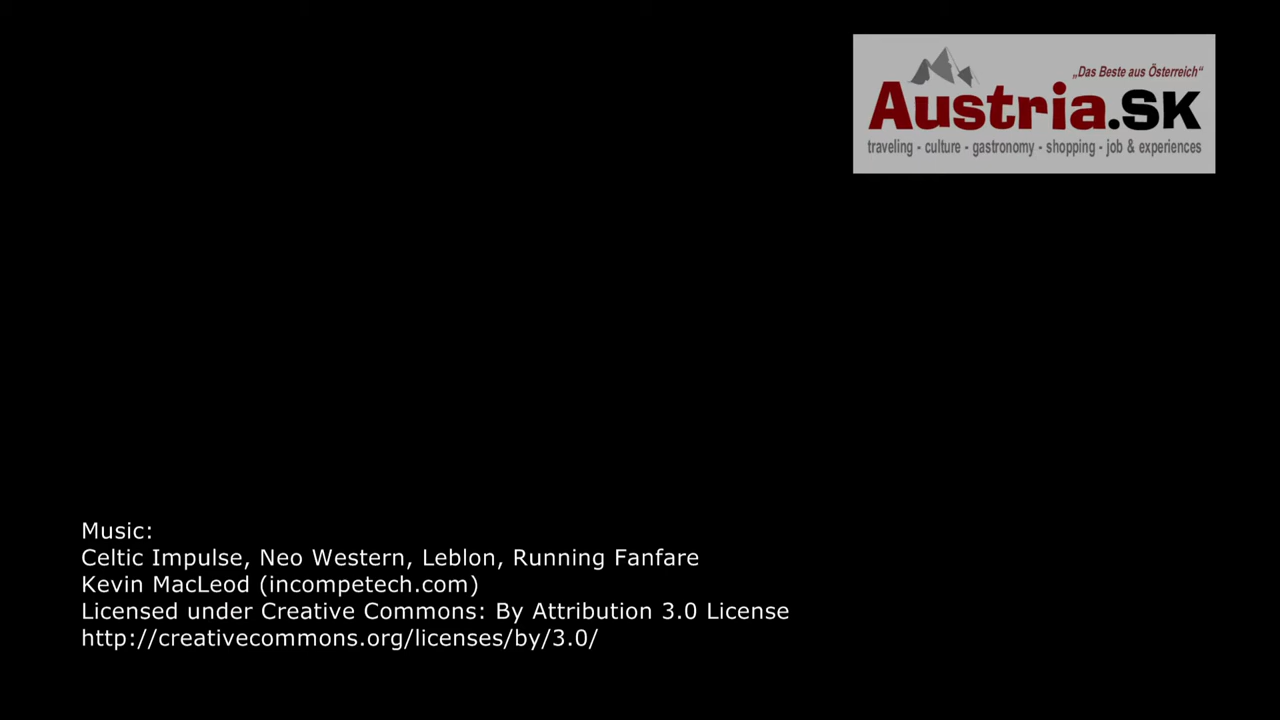 „Das Beste aus Österreich“
Austria.SK
traveling - culture - gastronomy - shopping - job & experiences
Music:
Celtic Impulse, Neo Western, Leblon, Running Fanfare
Kevin MacLeod (incompetech.com)
Licensed under Creative Commons: By Attribution 3.0 License
http://creativecommons.org/licenses/by/3.0/